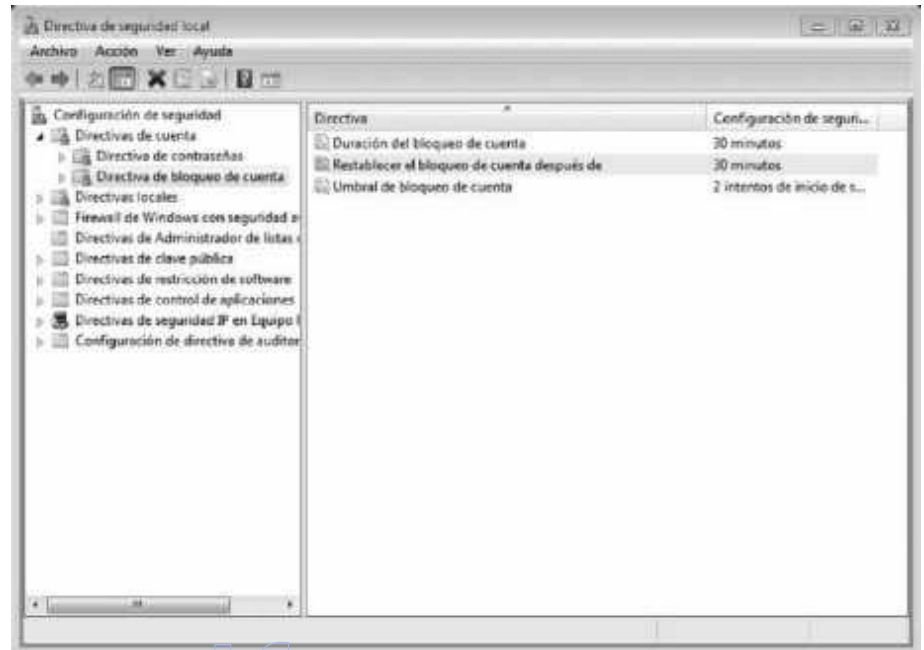 Directiva de seguridad local
Archivo Acción Ver Ayuda
Configuración de seguridad
Directivas de cuenta
Directiva de contraseñas
Directiva de bloqueo de cuenta
Directivas locales
Firewall de Windows con seguridad a
Directivas de Administrador de listas
Directivas de clave pública
Directivas de restricción de software
Directivas de control de aplicaciones
Directivas de seguridad IP en Equipo
Configuración de directiva de auditor
Directiva Configuración de seguri...
Duración del bloqueo de cuenta 30 minutos
Restablecer el bloqueo de cuenta después de 30 minutos
Umbral de bloqueo de cuenta 2 intentos de inicio de s...